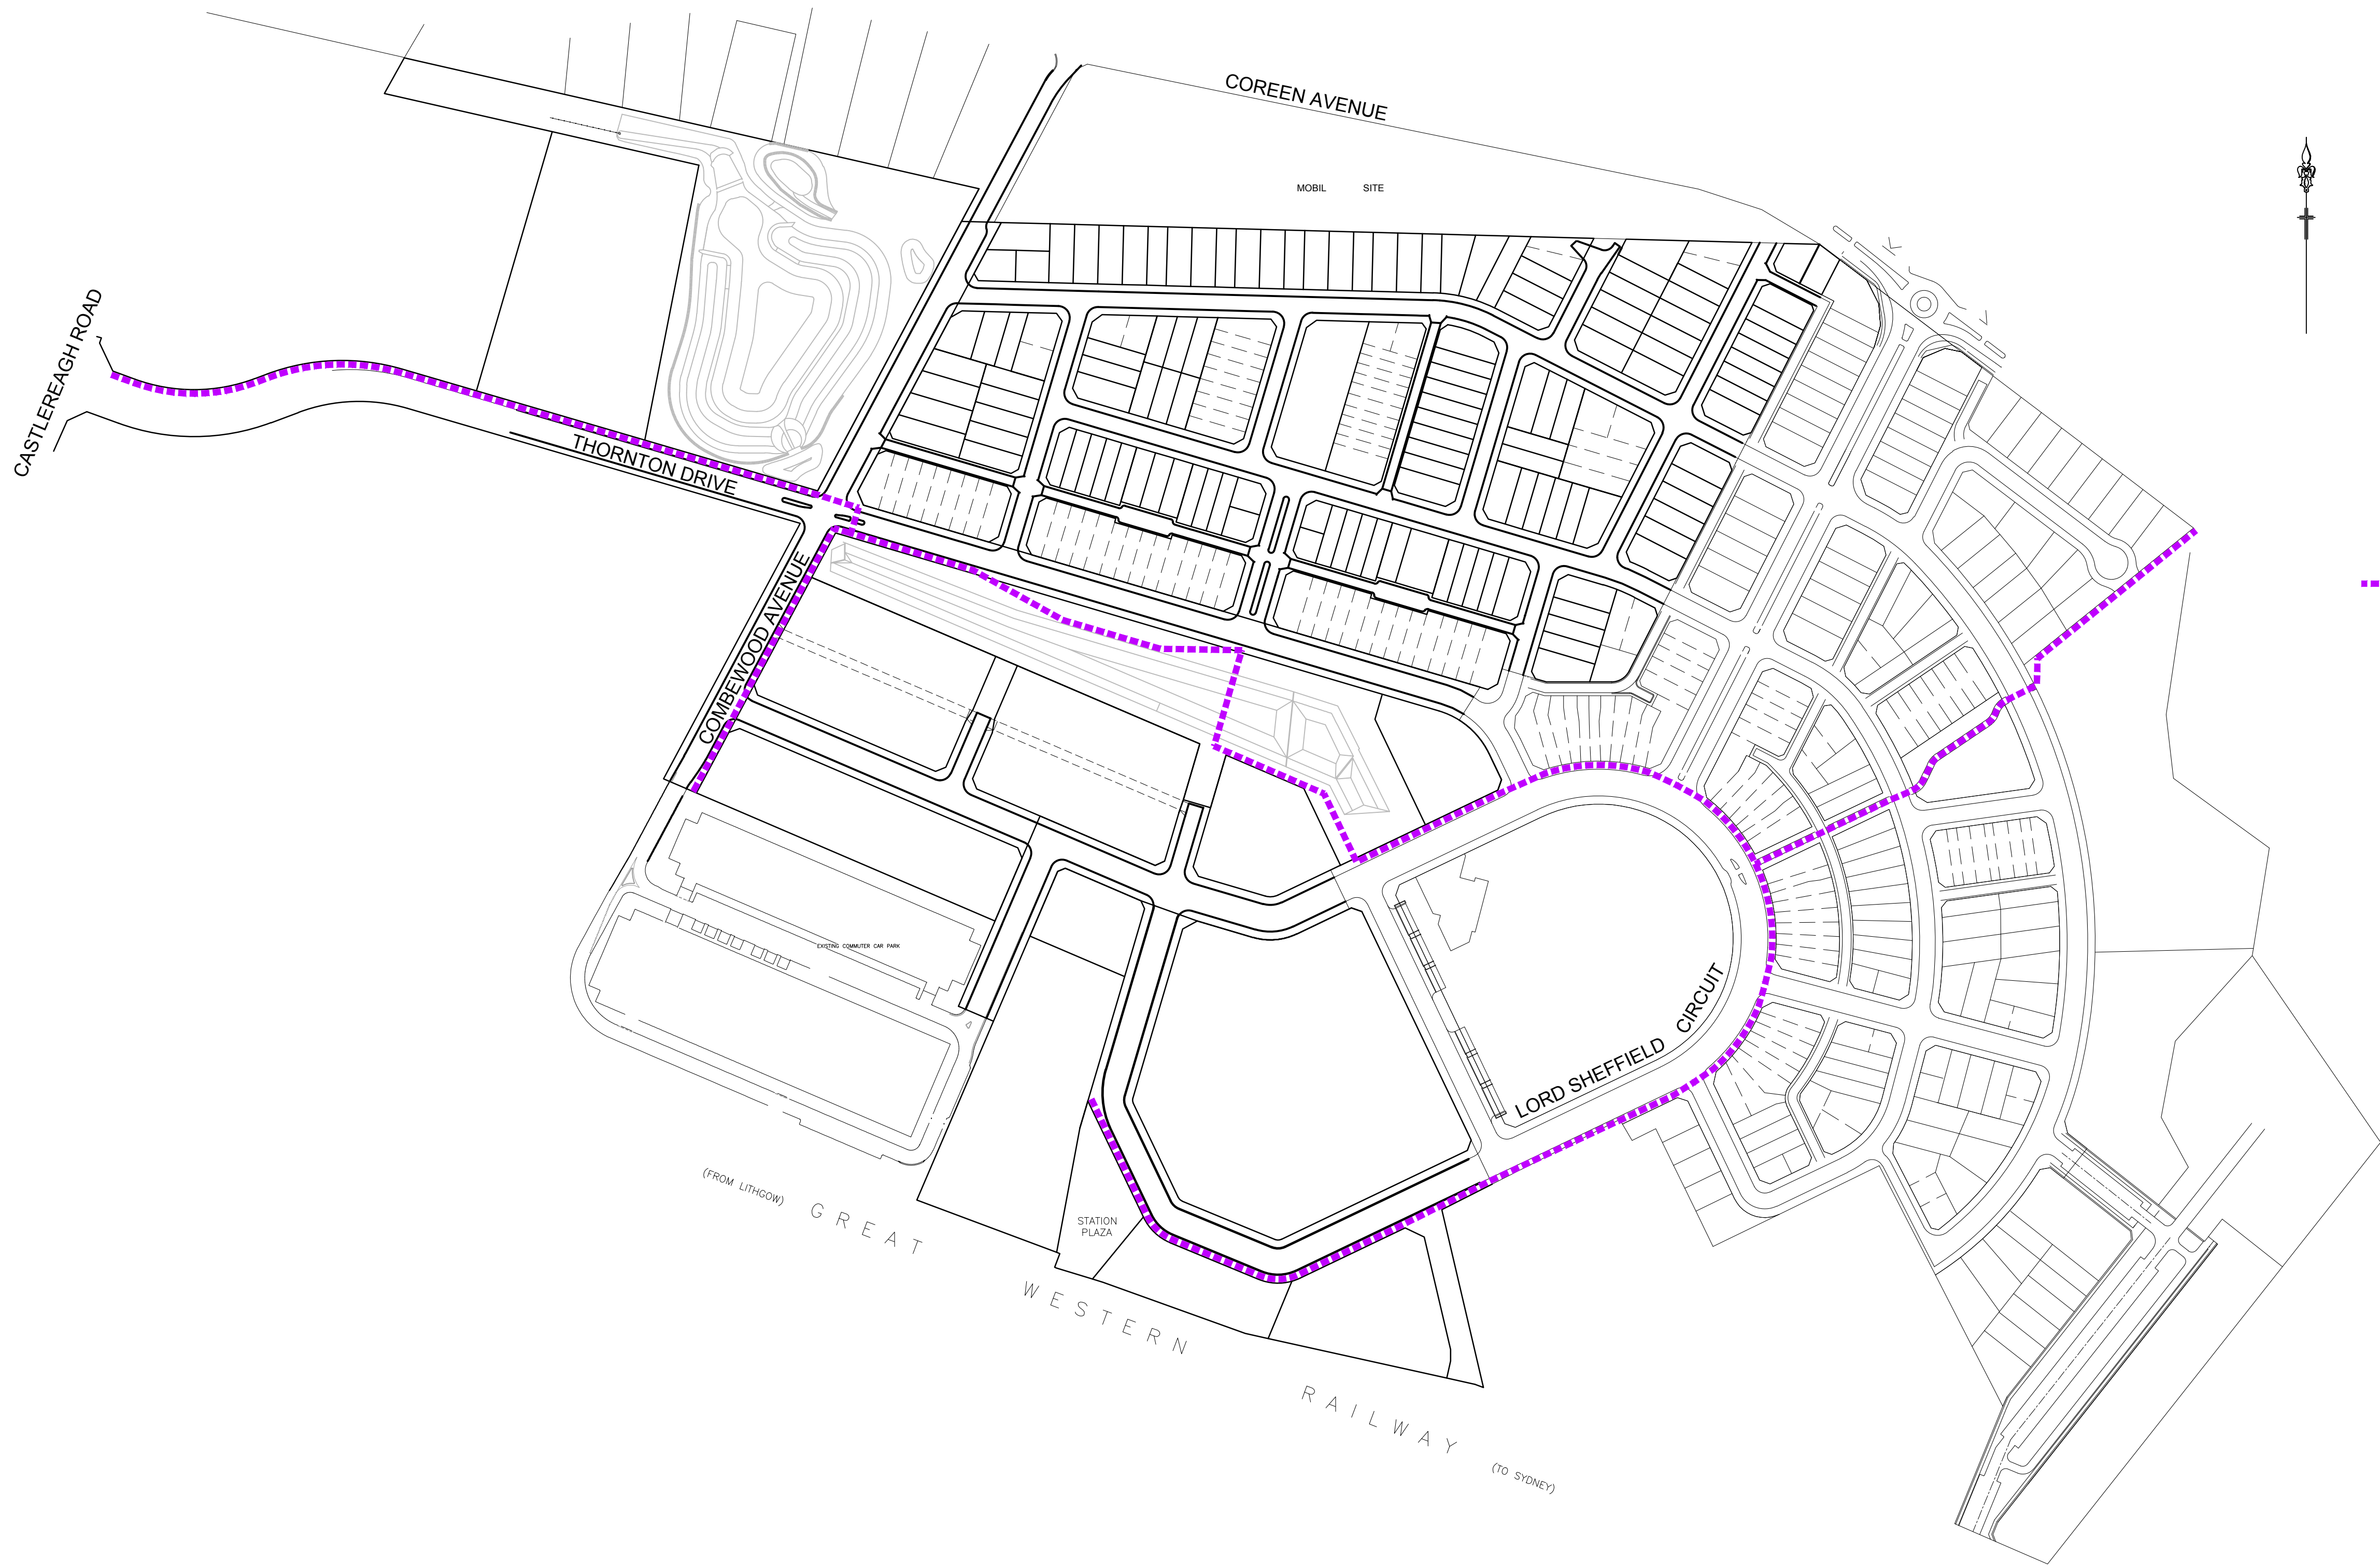 COREEN AVENUE
MOBIL SITE
CASTLEREAGH ROAD
THORNTON DRIVE
COMBEWOOD AVENUE
EXISTING COMMUTER CAR PARK
LORD SHEFFIELD CIRCUIT
STATION
PLAZA
(FROM LITHGOW) GREAT WESTERN RAILWAY (TO SYDNEY)